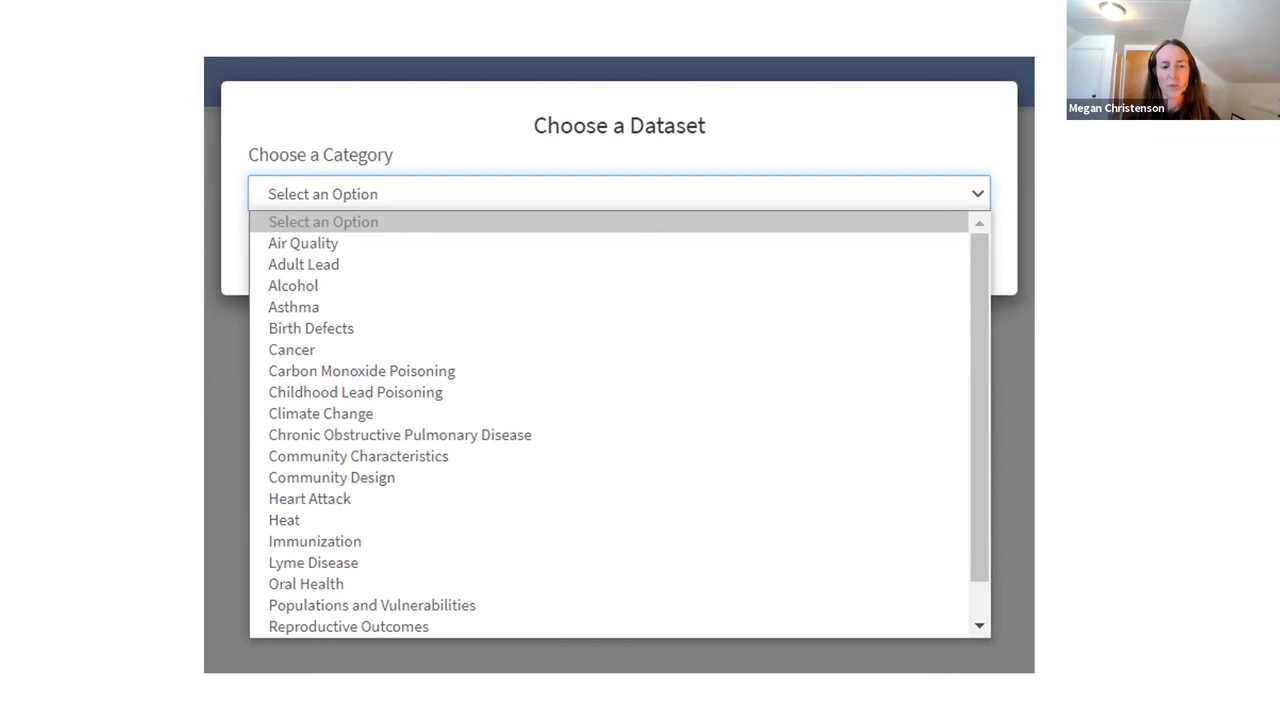 Choose a Dataset
Choose a Category
Select an Option
Select an Option
Air Quality
Adult Lead
Alcohol
Asthma
Birth Defects
Cancer
Carbon Monoxide Poisoning
Childhood Lead Poisoning
Climate Change
Chronic Obstructive Pulmonary Disease
Community Characteristics
Community Design
Heart Attack
Heat
Immunization
Lyme Disease
Oral Health
Populations and Vulnerabilities
Reproductive Outcomes
Megan Christenson